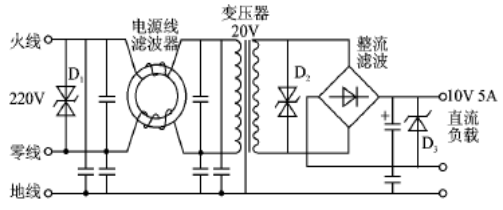 变压器
电源线
滤波器
20V
火线
整流
滤波
D1
D2
220V
10V 5A
+
直流
负载
D3
零线
地线